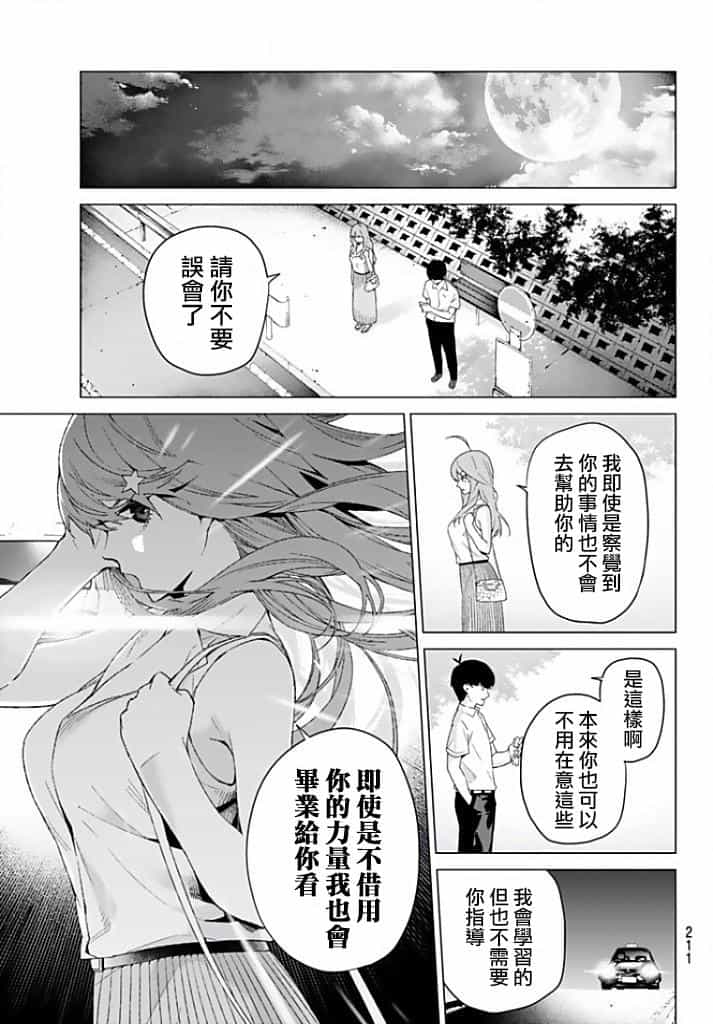 請你不要
誤會了
我即使是察覺到
你的事情也不會
去幫助你的
是這樣啊
本來你也可以
不用在意這些
我會學習的
但也不需要
你指導
即使是不借用
你的力量我也會
畢業給你看
211